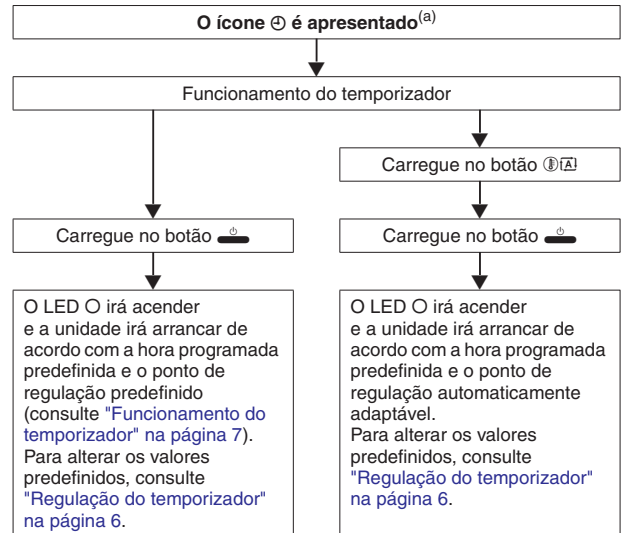 O ícone ⏲ é apresentado(a)
Funcionamento do temporizador
Carregue no botão
Carregue no botão
Carregue no botão
O LED O irá acender
e a unidade irá arrancar de
acordo com a hora programada
predefinida e o ponto de
regulação predefinido
(consulte "Funcionamento do
temporizador" na página 7).
Para alterar os valores
predefinidos, consulte
"Regulação do temporizador"
na página 6.
O LED O irá acender
e a unidade irá arrancar de
acordo com a hora programada
predefinida e o ponto de
regulação automaticamente
adaptável.
Para alterar os valores
predefinidos, consulte
"Regulação do temporizador"
na página 6.